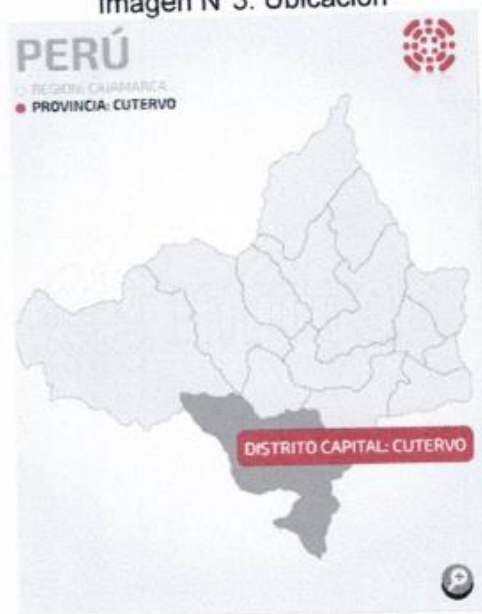 Imagen N° 3: Ubicación
PERÚ
REGION: CAJAMARCA
PROVINCIA: CUTERVO
DISTRITO CAPITAL: CUTERVO